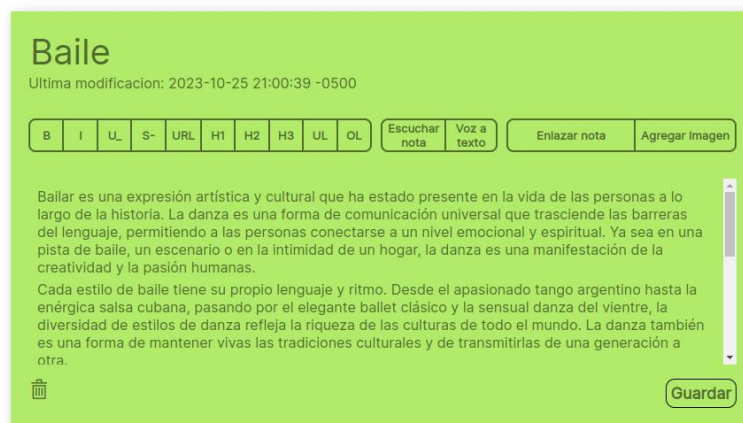 Baile
Ultima modificacion: 2023-10-25 21:00:39 -0500
B I U_ S- URL H1 H2 H3 UL OL Escuchar nota Voz a texto Enlazar nota Agregar Imagen
Bailar es una expresión artística y cultural que ha estado presente en la vida de las personas a lo
largo de la historia. La danza es una forma de comunicación universal que trasciende las barreras
del lenguaje, permitiendo a las personas conectarse a un nivel emocional y espiritual. Ya sea en una
pista de baile, un escenario o en la intimidad de un hogar, la danza es una manifestación de la
creatividad y la pasión humanas.
Cada estilo de baile tiene su propio lenguaje y ritmo. Desde el apasionado tango argentino hasta la
enérgica salsa cubana, pasando por el elegante ballet clásico y la sensual danza del vientre, la
diversidad de estilos de danza refleja la riqueza de las culturas de todo el mundo. La danza también
es una forma de mantener vivas las tradiciones culturales y de transmitirlas de una generación a
otra.
Guardar